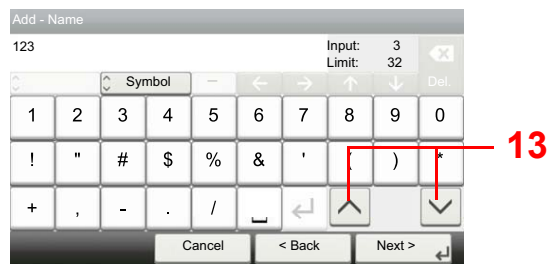 Add - Name
123
Input: 3
Limit: 32
Symbol Del.
1 2 3 4 5 6 7 8 9 0
! " # $ % & ' ( ) *
+ , - . /
13
Cancel < Back Next >